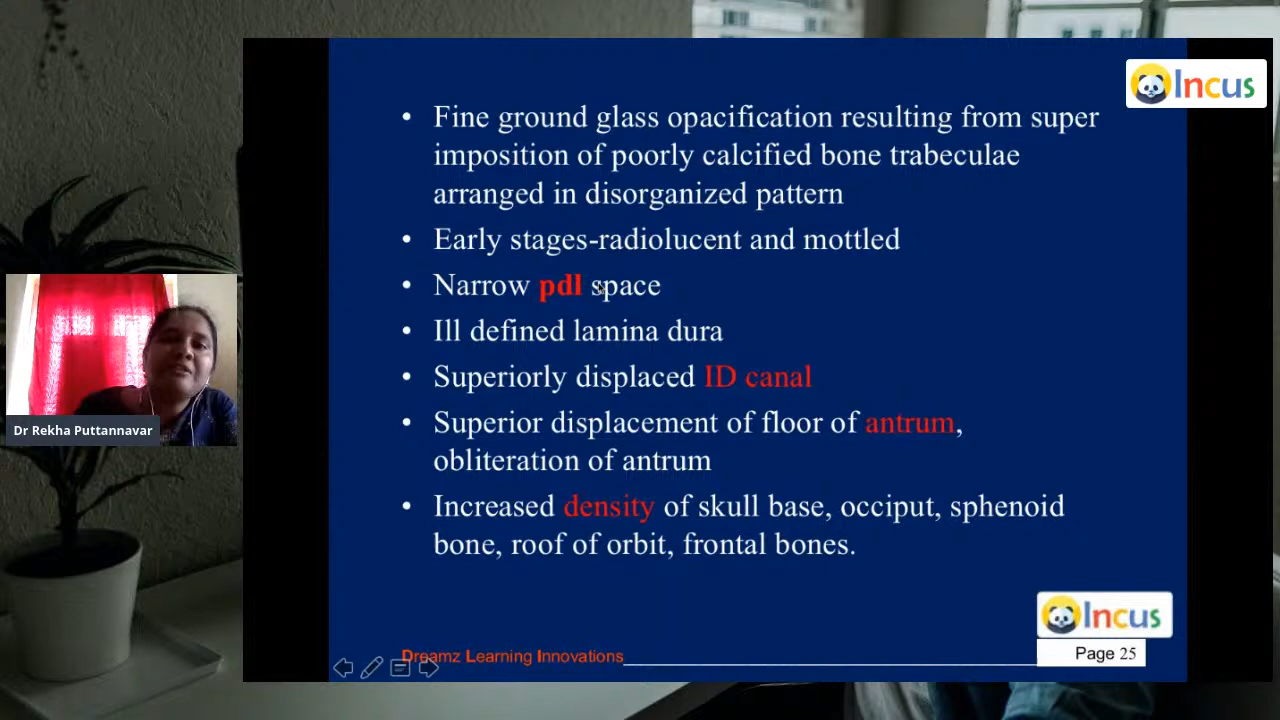 Incus
• Fine ground glass opacification resulting from super
imposition of poorly calcified bone trabeculae
arranged in disorganized pattern
• Early stages-radiolucent and mottled
• Narrow pdl space
• Ill defined lamina dura
• Superiorly displaced ID canal
• Superior displacement of floor of antrum,
obliteration of antrum
• Increased density of skull base, occiput, sphenoid
bone, roof of orbit, frontal bones.
Dr Rekha Puttannavar
Incus
Dreamz Learning Innovations
Page 25